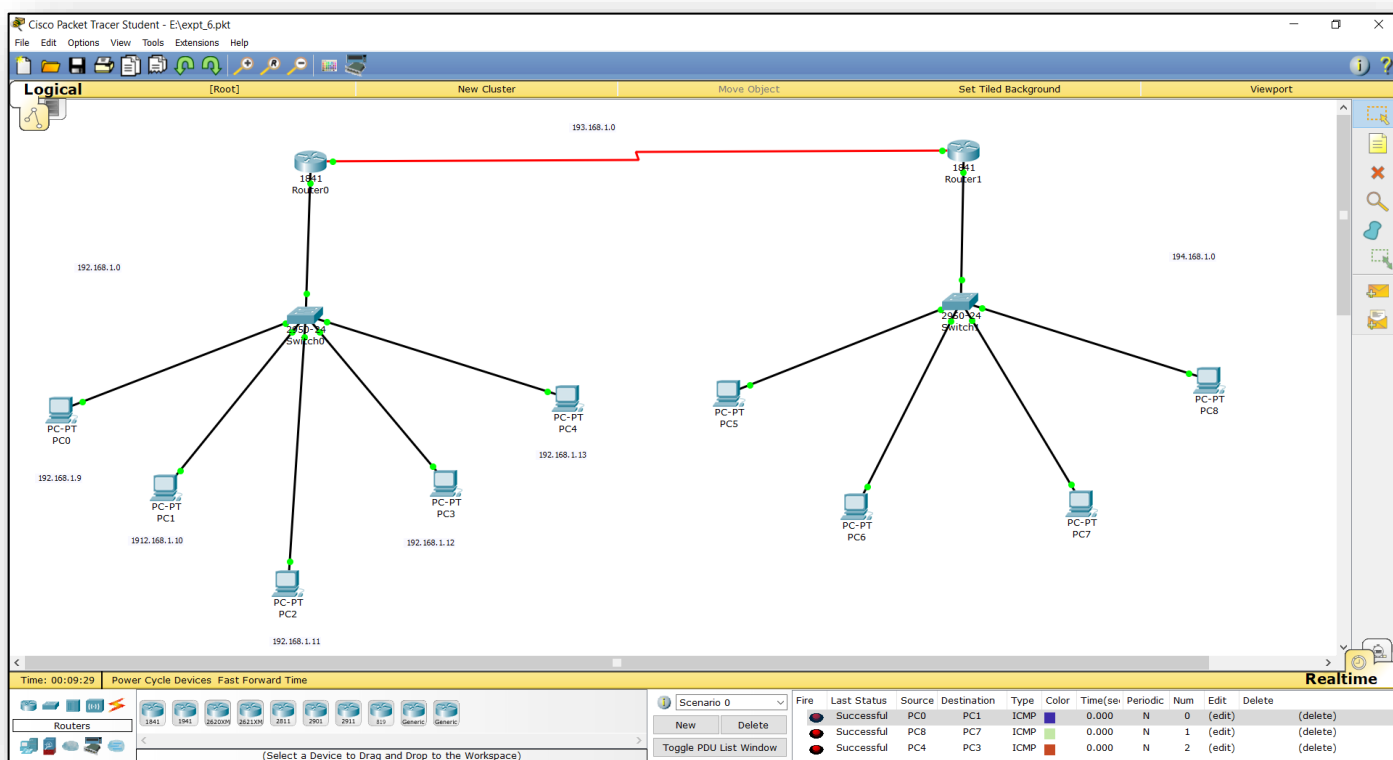 Cisco Packet Tracer Student - E:\expt_6.pkt
File Edit Options View Tools Extensions Help
Logical [Root] New Cluster Move Object Set Tiled Background Viewport
193.168.1.0
1841
Router0
1841
Router1
192.168.1.0
194.168.1.0
2950-24
Switch0
2950-24
Switch1
PC-PT
PC0
PC-PT
PC4
PC-PT
PC5
PC-PT
PC8
192.168.1.9
192.168.1.13
PC-PT
PC1
PC-PT
PC3
PC-PT
PC6
PC-PT
PC7
1912.168.1.10
192.168.1.12
PC-PT
PC2
192.168.1.11
Time: 00:09:29 Power Cycle Devices Fast Forward Time Realtime
Routers
1841 1941 2620XM 2621XM 2811 2901 2911 819 Generic Generic
(Select a Device to Drag and Drop to the Workspace)
Scenario 0
New Delete
Toggle PDU List Window
Fire Last Status Source Destination Type Color Time(sec Periodic Num Edit Delete
Successful PC0 PC1 ICMP 0.000 N 0 (edit) (delete)
Successful PC8 PC7 ICMP 0.000 N 1 (edit) (delete)
Successful PC4 PC3 ICMP 0.000 N 2 (edit) (delete)